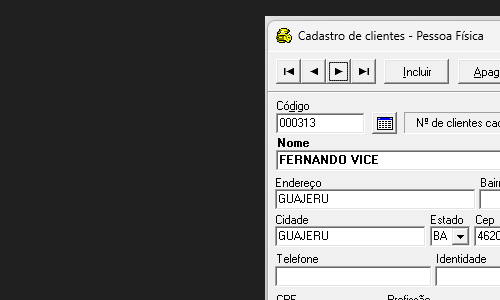 Cadastro de clientes - Pessoa Física
Incluir
Apag
Código
000313
Nº de clientes cad
Nome
FERNANDO VICE
Endereço
Bairr
GUAJERU
Cidade
Estado
Cep
GUAJERU
BA
4620
Telefone
Identidade
CPF
Profissão